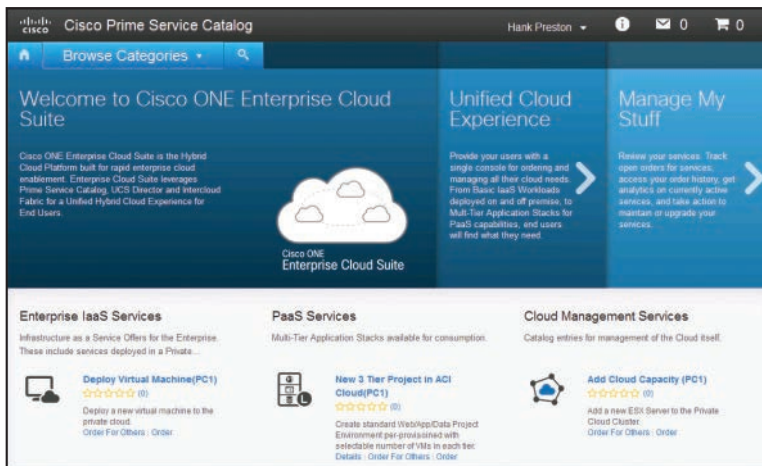 CISCO Cisco Prime Service Catalog
Hank Preston
0
0
Browse Categories
Welcome to Cisco ONE Enterprise Cloud
Suite
Cisco ONE Enterprise Cloud Suite is the Hybrid
Cloud Platform built for rapid enterprise cloud
enablement. Enterprise Cloud Suite leverages
Prime Service Catalog, UCS Director and Intercloud
Fabric for a Unified Hybrid Cloud Experience for
End Users.
Cisco ONE
Enterprise Cloud Suite
Unified Cloud
Experience
Provide your users with a
single console for ordering and
managing all their cloud needs.
From Basic IaaS Workloads
deployed on and off premise, to
Multi-Tier Application Stacks for
PaaS capabilities, end users
will find what they need.
Manage My
Stuff
Review your services. Track
open orders for services,
access your order history, get
analytics on currently active
services, and take action to
maintain or upgrade your
services.
Enterprise IaaS Services
Infrastructure as a Service Offers for the Enterprise.
These include services deployed in a Private...
Deploy Virtual Machine(PC1)
(0)
Deploy a new virtual machine to the
private cloud.
Order For Others | Order
PaaS Services
Multi-Tier Application Stacks available for consumption.
L
New 3 Tier Project in ACI
Cloud(PC1)
(0)
Create standard Web/App/Data Project
Environment per-provisioined with
selectable number of VMs in each tier.
Details | Order For Others | Order
Cloud Management Services
Catalog entries for management of the Cloud itself.
Add Cloud Capacity (PC1)
(0)
Add a new ESX Server to the Private
Cloud Cluster.
Order For Others | Order